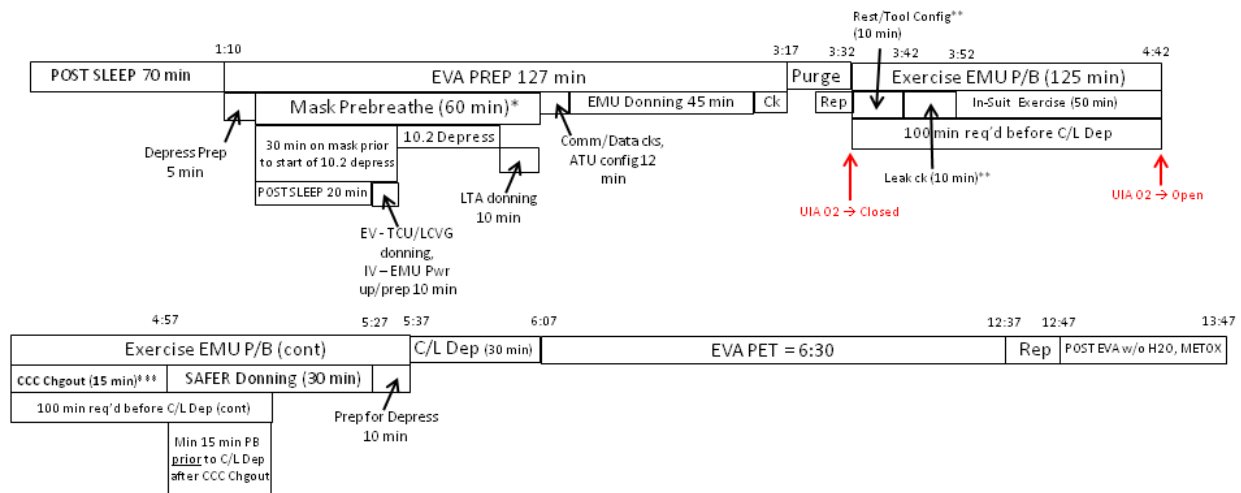 Rest/Tool Config**
(10 min)
1:10
3:17
3:32
3:42
3:52
4:42
POST SLEEP 70 min
EVA PREP 127 min
Purge
Exercise EMU P/B (125 min)
Mask Prebreathe (60 min)*
EMU Donning 45 min
Ck
Rep
In-Suit Exercise (50 min)
Depress Prep
5 min
30 min on mask prior
to start of 10.2 depress
10.2 Depress
Comm/Data cks,
ATU config 12
min
100 min req'd before C/L Dep
POST SLEEP 20 min
LTA donning
10 min
Leak ck (10 min)**
UIA O2 → Closed
UIA O2 → Open
EV - TCU/LCVG
donning,
IV – EMU Pwr
up/prep 10 min
4:57
5:27
5:37
6:07
12:37
12:47
13:47
Exercise EMU P/B (cont)
C/L Dep (30 min)
EVA PET = 6:30
Rep
POST EVA w/o H2O, METOX
CCC Chgout (15 min)***
SAFER Donning (30 min)
100 min req'd before C/L Dep (cont)
Prep for Depress
10 min
Min 15 min PB
prior to C/L Dep
after CCC Chgout